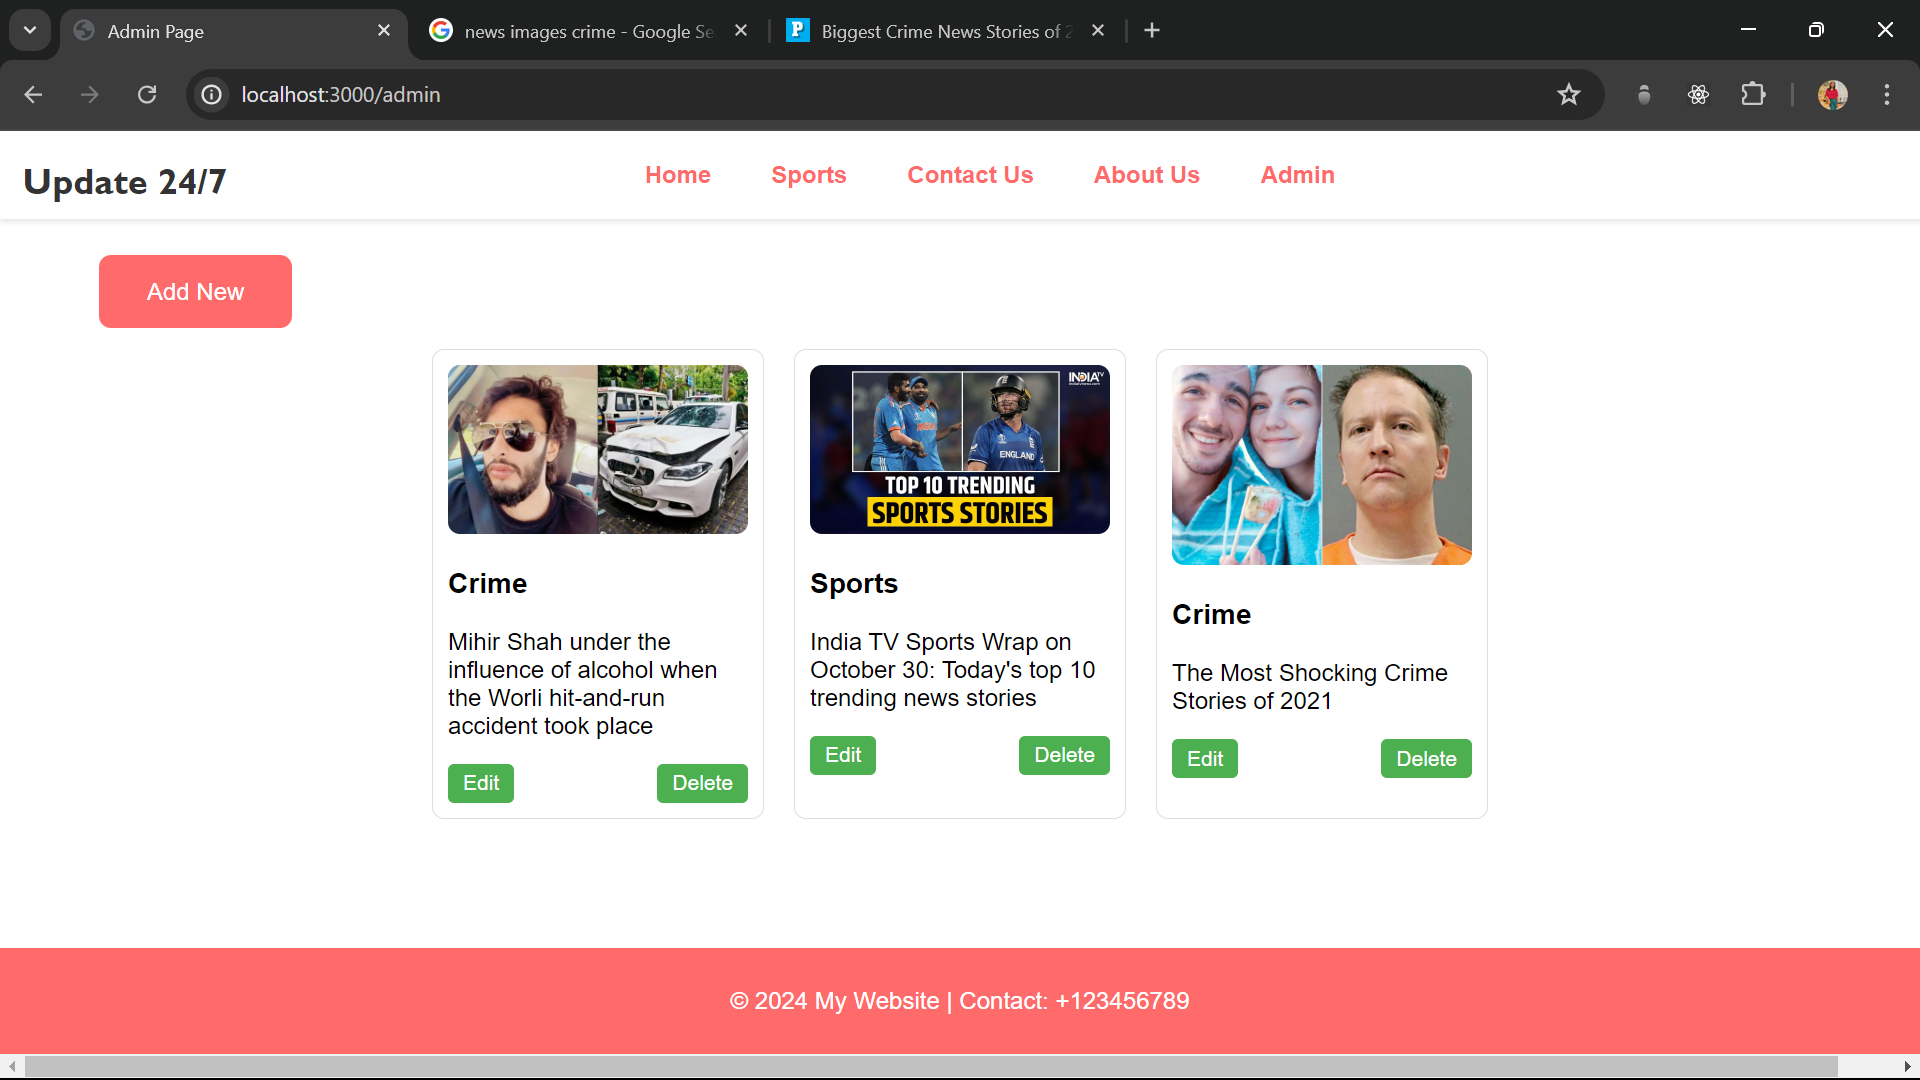 Admin Page
news images crime - Google Se
Biggest Crime News Stories of 2
localhost:3000/admin
Update 24/7
Home
Sports
Contact Us
About Us
Admin
Add New
INDIATV
TOP 10 TRENDING
SPORTS STORIES
ENGLAND
Crime
Mihir Shah under the
influence of alcohol when
the Worli hit-and-run
accident took place
Edit
Delete
Sports
India TV Sports Wrap on
October 30: Today's top 10
trending news stories
Edit
Delete
Crime
The Most Shocking Crime
Stories of 2021
Edit
Delete
© 2024 My Website | Contact: +123456789